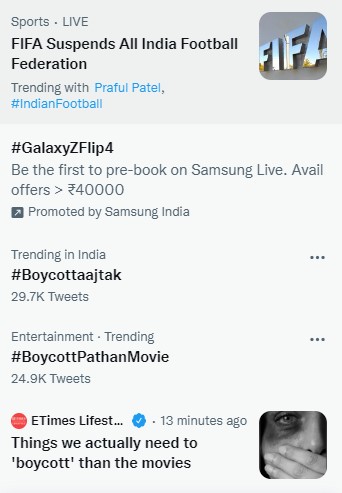 Sports · LIVE
FIFA Suspends All India Football
Federation
Trending with Praful Patel,
#IndianFootball
FIFA
#GalaxyZFlip4
Be the first to pre-book on Samsung Live. Avail
offers > ₹40000
Promoted by Samsung India
Trending in India
#Boycottaajtak
29.7K Tweets
Entertainment · Trending
#BoycottPathanMovie
24.9K Tweets
ETimes Lifest... · 13 minutes ago
Things we actually need to
'boycott' than the movies